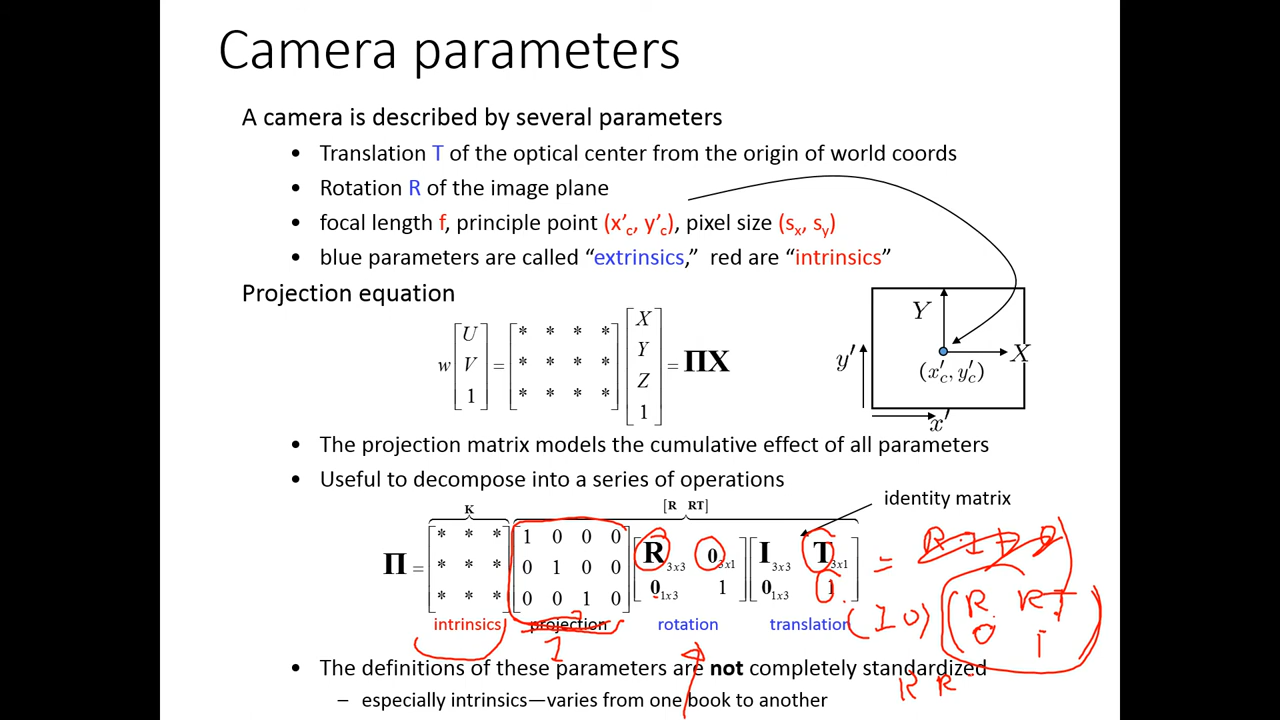 Camera parameters
A camera is described by several parameters
• Translation T of the optical center from the origin of world coords
• Rotation R of the image plane
• focal length f, principle point (x'c, y'c), pixel size (sx, sy)
• blue parameters are called “extrinsics,” red are “intrinsics”
Projection equation
w [U V 1] = [* * * *; * * * *; * * * *] [X Y Z 1] = ΠX
Y
X
y'
(x'c, y'c)
x'
• The projection matrix models the cumulative effect of all parameters
• Useful to decompose into a series of operations
identity matrix
K
[R RT]
Π = [* * *; * * *; * * *] [1 0 0 0; 0 1 0 0; 0 0 1 0] [R3x3 03x1; 01x3 1] [I3x3 T3x1; 01x3 1] =
(I 0) (R RT; 0 1)
intrinsics projection rotation translation
• The definitions of these parameters are not completely standardized
R R
– especially intrinsics—varies from one book to another